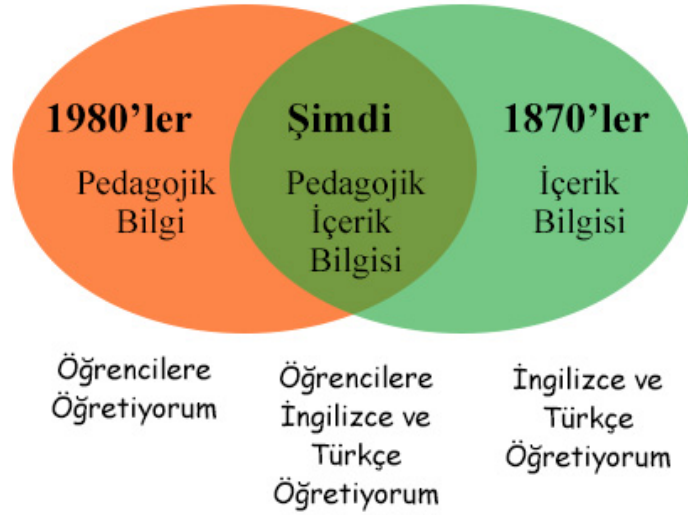 1980’ler
Pedagojik
Bilgi
Şimdi
Pedagojik
İçerik
Bilgisi
1870’ler
İçerik
Bilgisi
Öğrencilere
Öğretiyorum
Öğrencilere
İngilizce ve
Türkçe
Öğretiyorum
İngilizce ve
Türkçe
Öğretiyorum